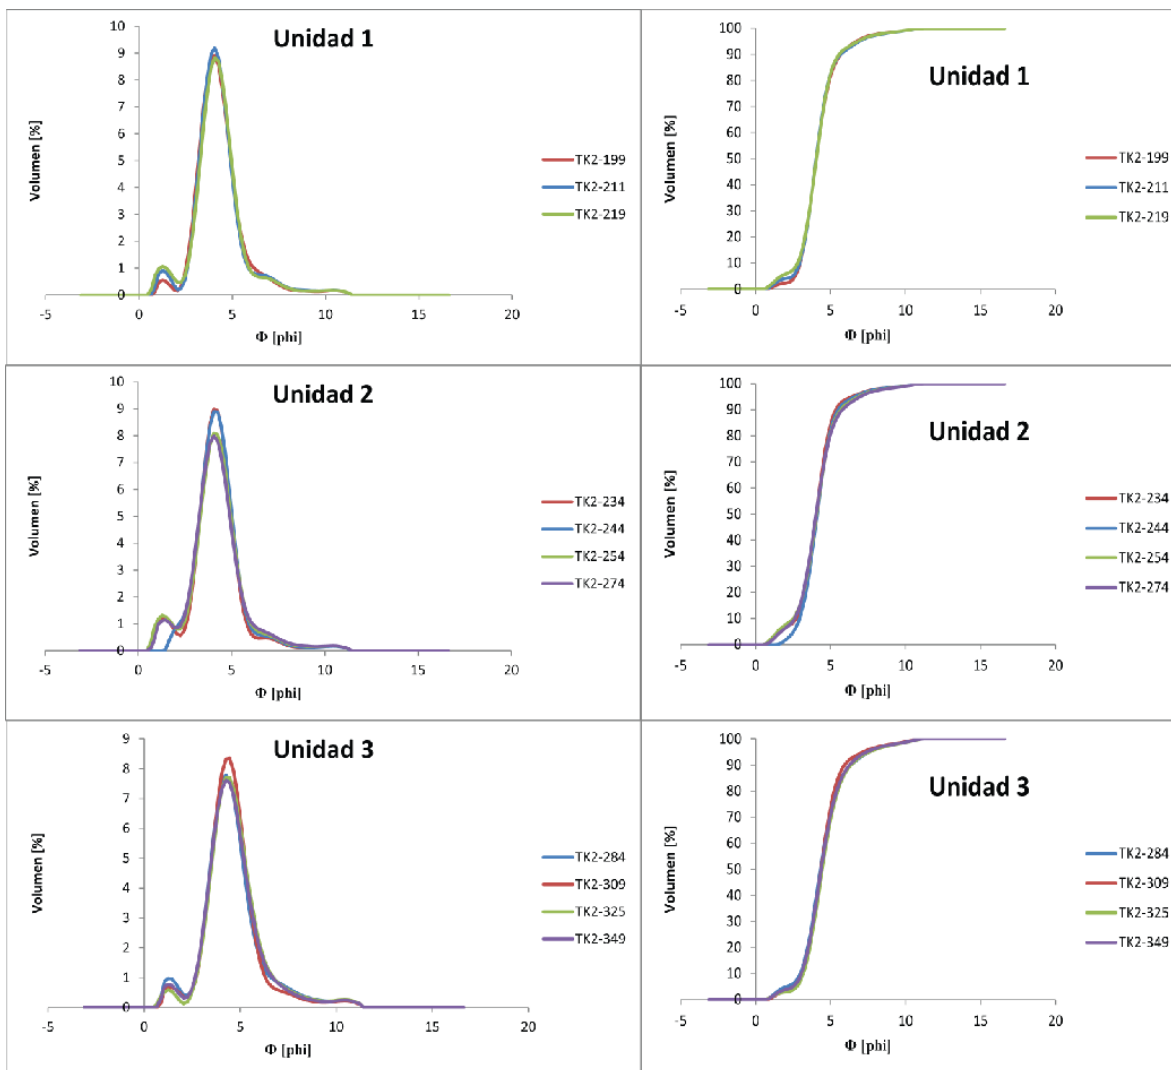 Unidad 1
Volumen [%]
10
9
8
7
6
5
4
3
2
1
0
-5 0 5 10 15 20
Φ [phi]
TK2-199
TK2-211
TK2-219
Unidad 1
Volumen [%]
100
90
80
70
60
50
40
30
20
10
0
-5 0 5 10 15 20
Φ [phi]
TK2-199
TK2-211
TK2-219
Unidad 2
Volumen [%]
10
9
8
7
6
5
4
3
2
1
0
-5 0 5 10 15 20
Φ [phi]
TK2-234
TK2-244
TK2-254
TK2-274
Unidad 2
Volumen [%]
100
90
80
70
60
50
40
30
20
10
0
-5 0 5 10 15 20
Φ [phi]
TK2-234
TK2-244
TK2-254
TK2-274
Unidad 3
Volumen [%]
9
8
7
6
5
4
3
2
1
0
-5 0 5 10 15 20
Φ [phi]
TK2-284
TK2-309
TK2-325
TK2-349
Unidad 3
Volumen [%]
100
90
80
70
60
50
40
30
20
10
0
-5 0 5 10 15 20
Φ [phi]
TK2-284
TK2-309
TK2-325
TK2-349